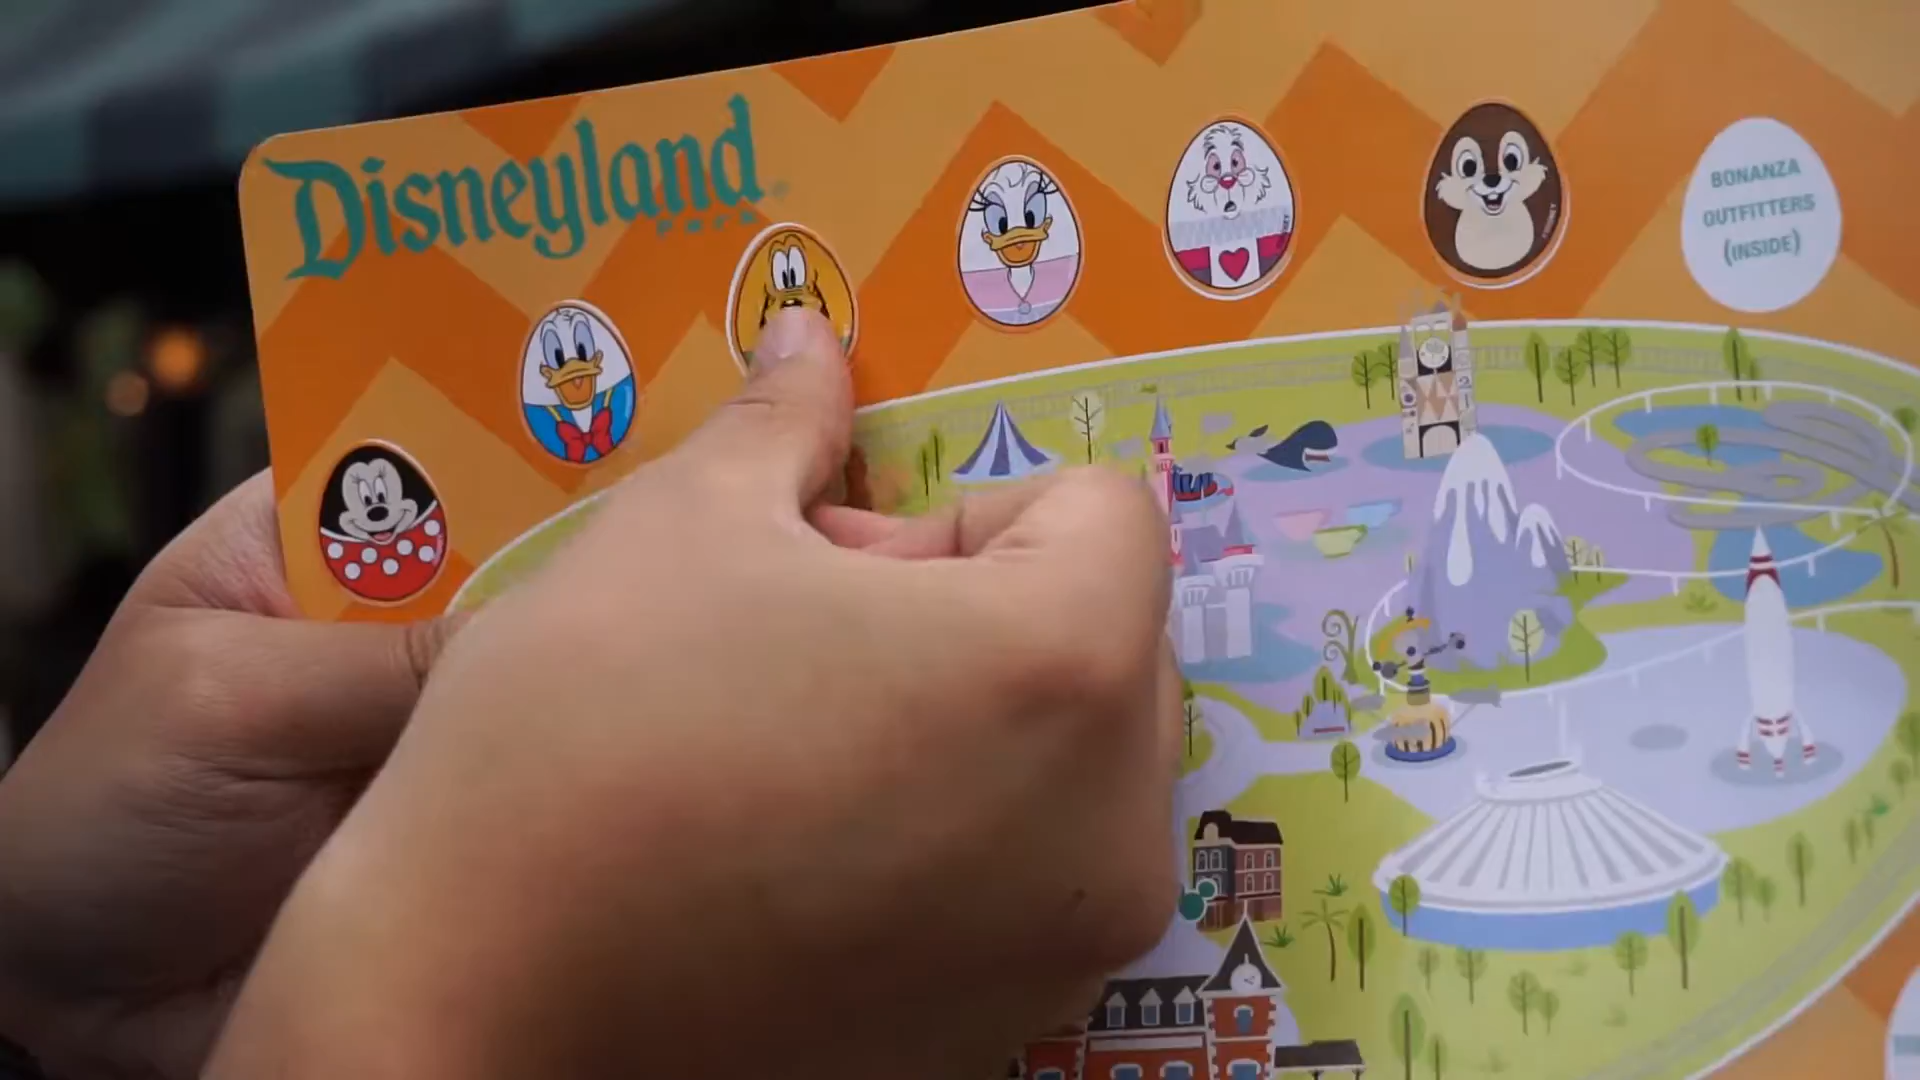 Disneyland
PARK
BONANZA
OUTFITTERS
(INSIDE)